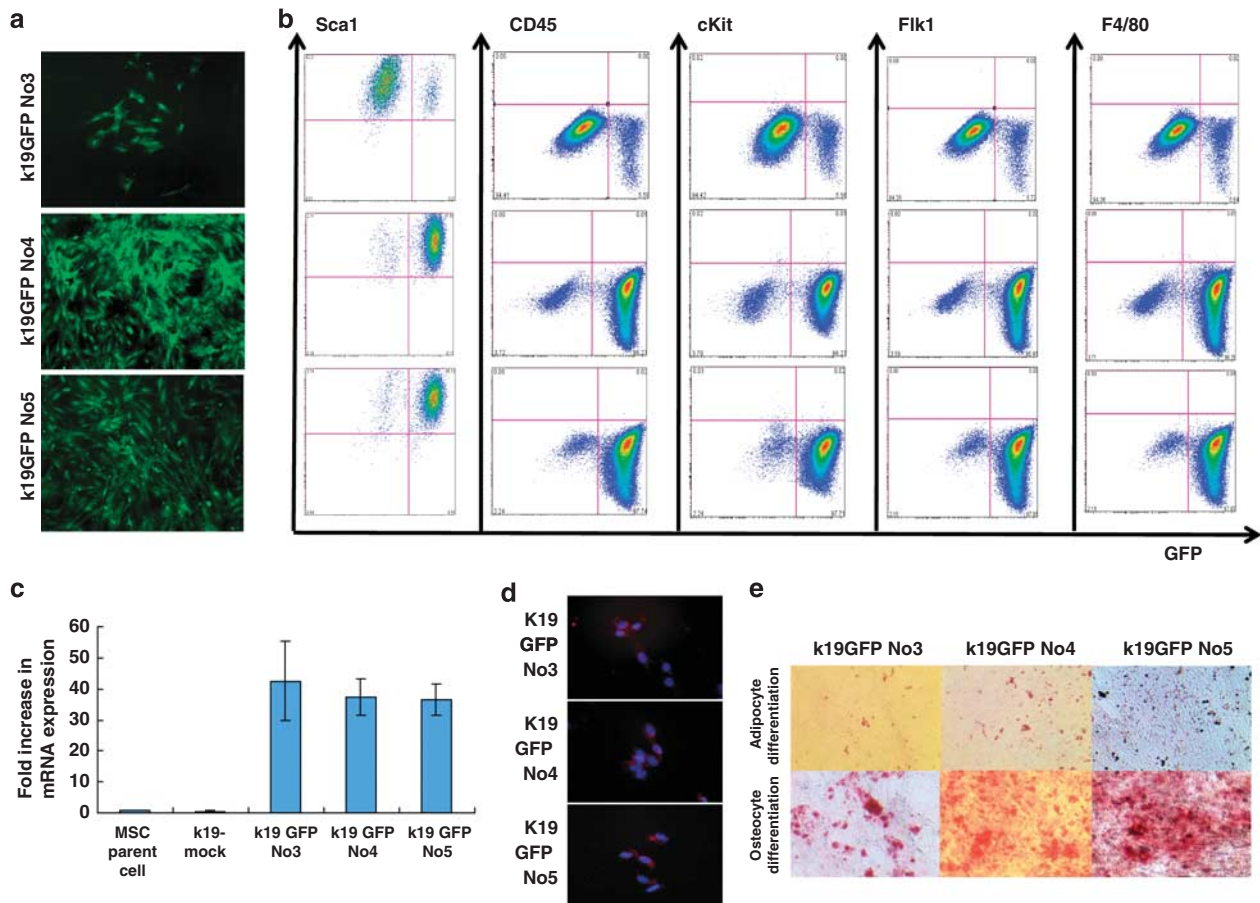 a
k19GFP No3
k19GFP No4
k19GFP No5
b
Sca1
CD45
cKit
Flk1
F4/80
GFP
c
Fold increase in
mRNA expression
60
50
40
30
20
10
0
MSC
parent
cell
k19-
mock
k19 GFP
No3
k19 GFP
No4
k19 GFP
No5
d
K19
GFP
No3
K19
GFP
No4
K19
GFP
No5
e
k19GFP No3
k19GFP No4
k19GFP No5
Adipocyte
differentiation
Osteocyte
differentiation